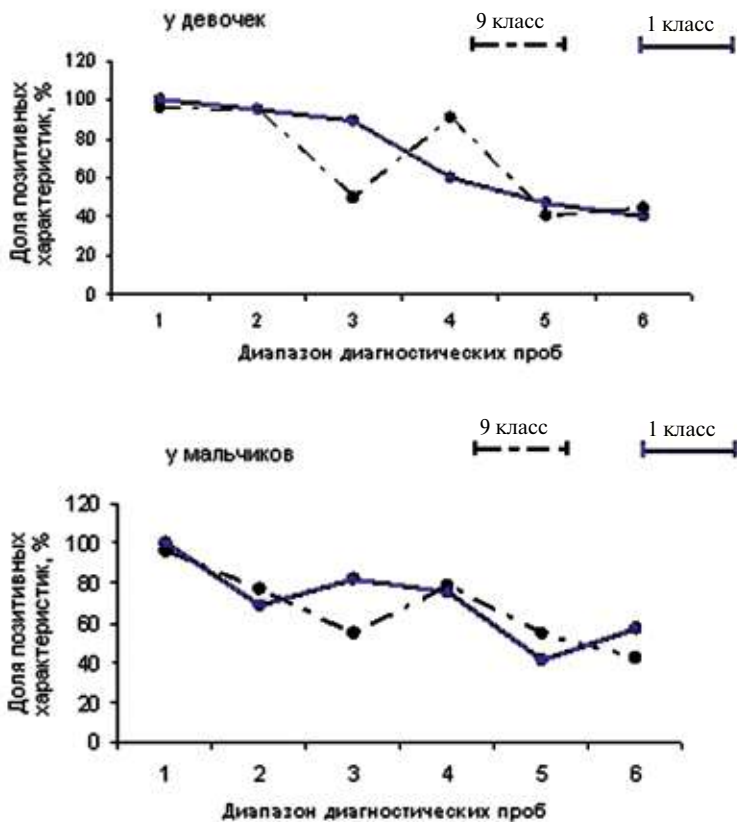 у девочек
9 класс
1 класс
Доля позитивных
характеристик, %
120
100
80
60
40
20
0
1 2 3 4 5 6
Диапазон диагностических проб
у мальчиков
9 класс
1 класс
Доля позитивных
характеристик, %
120
100
80
60
40
20
0
1 2 3 4 5 6
Диапазон диагностических проб